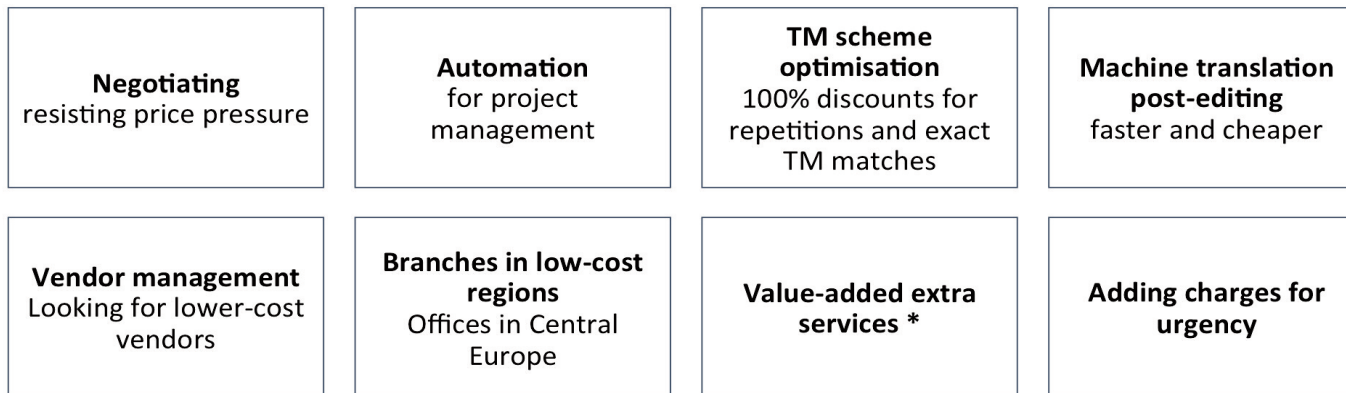 Negotiating
resisting price pressure
Automation
for project
management
TM scheme
optimisation
100% discounts for
repetitions and exact
TM matches
Machine translation
post-editing
faster and cheaper
Vendor management
Looking for lower-cost
vendors
Branches in low-cost
regions
Offices in Central
Europe
Value-added extra
services *
Adding charges for
urgency